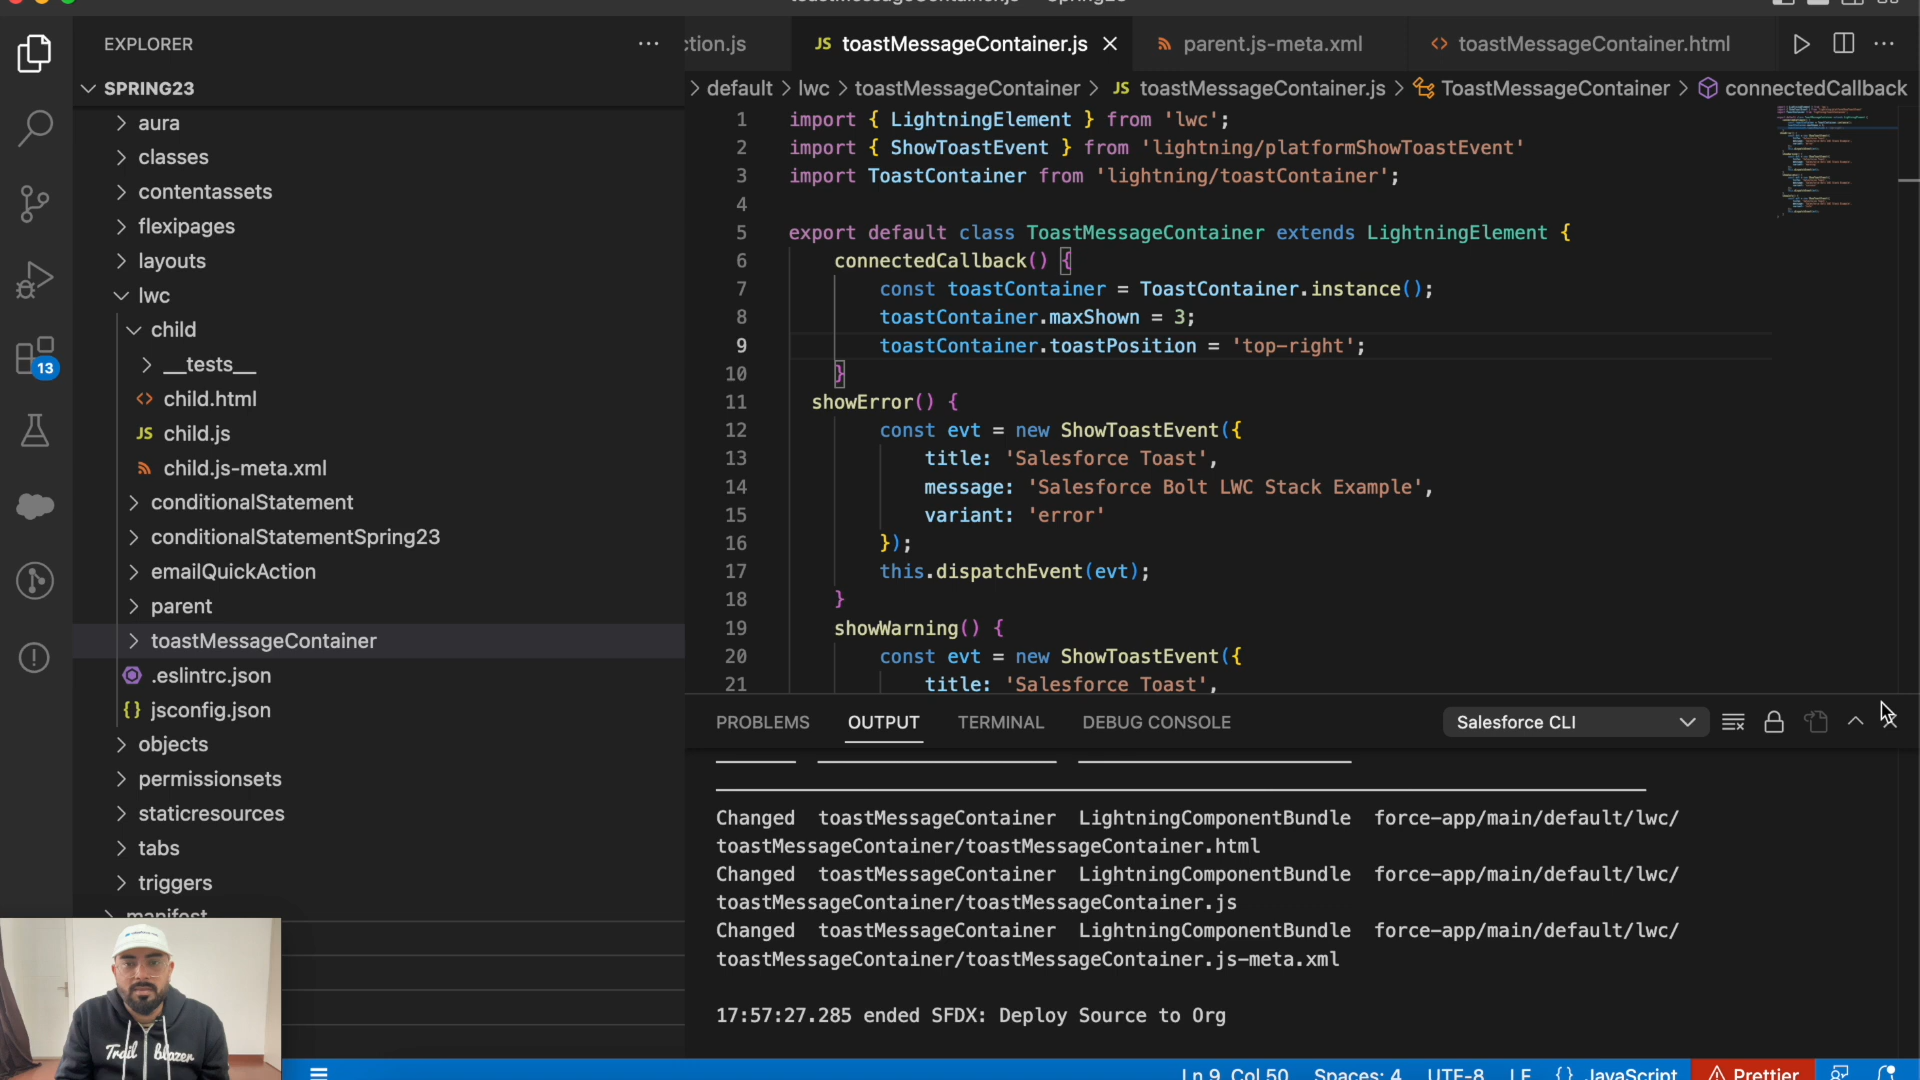 EXPLORER
SPRING23
aura
classes
contentassets
flexipages
layouts
lwc
child
__tests__
child.html
JS child.js
child.js-meta.xml
conditionalStatement
conditionalStatementSpring23
emailQuickAction
parent
toastMessageContainer
.eslintrc.json
{} jsconfig.json
objects
permissionsets
staticresources
tabs
triggers
manifest
13
Trail blazer
ction.js JS toastMessageContainer.js parent.js-meta.xml toastMessageContainer.html
default > lwc > toastMessageContainer > JS toastMessageContainer.js > ToastMessageContainer > connectedCallback
1 import { LightningElement } from 'lwc';
2 import { ShowToastEvent } from 'lightning/platformShowToastEvent'
3 import ToastContainer from 'lightning/toastContainer';
4
5 export default class ToastMessageContainer extends LightningElement {
6 connectedCallback() {
7 const toastContainer = ToastContainer.instance();
8 toastContainer.maxShown = 3;
9 toastContainer.toastPosition = 'top-right';
10 }
11 showError() {
12 const evt = new ShowToastEvent({
13 title: 'Salesforce Toast',
14 message: 'Salesforce Bolt LWC Stack Example',
15 variant: 'error'
16 });
17 this.dispatchEvent(evt);
18 }
19 showWarning() {
20 const evt = new ShowToastEvent({
21 title: 'Salesforce Toast',
PROBLEMS OUTPUT TERMINAL DEBUG CONSOLE Salesforce CLI
Changed toastMessageContainer LightningComponentBundle force-app/main/default/lwc/
toastMessageContainer/toastMessageContainer.html
Changed toastMessageContainer LightningComponentBundle force-app/main/default/lwc/
toastMessageContainer/toastMessageContainer.js
Changed toastMessageContainer LightningComponentBundle force-app/main/default/lwc/
toastMessageContainer/toastMessageContainer.js-meta.xml
17:57:27.285 ended SFDX: Deploy Source to Org
Ln 9, Col 50 Spaces: 4 UTF-8 LF {} JavaScript Prettier